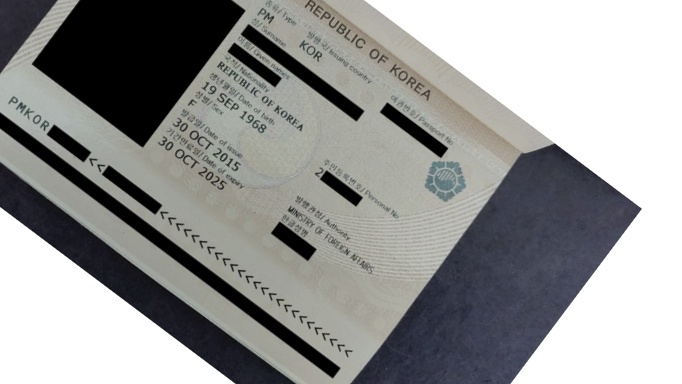 REPUBLIC OF KOREA
종류/ Type 발행국/ Issuing country 여권번호/ Passport No
PM KOR
성/ Surname
이름/ Given names
국적/ Nationality
REPUBLIC OF KOREA
생년월일/ Date of birth
19 SEP 1968
주민등록번호/ Personal No
성별/ Sex
F 2
발급일/ Date of issue
발행관청/ Authority
30 OCT 2015
MINISTRY OF FOREIGN AFFAIRS
기간만료일/ Date of expiry
한글성명
30 OCT 2025
PMKOR <<<<<<<<<<<<<<<<<<<<<<<<